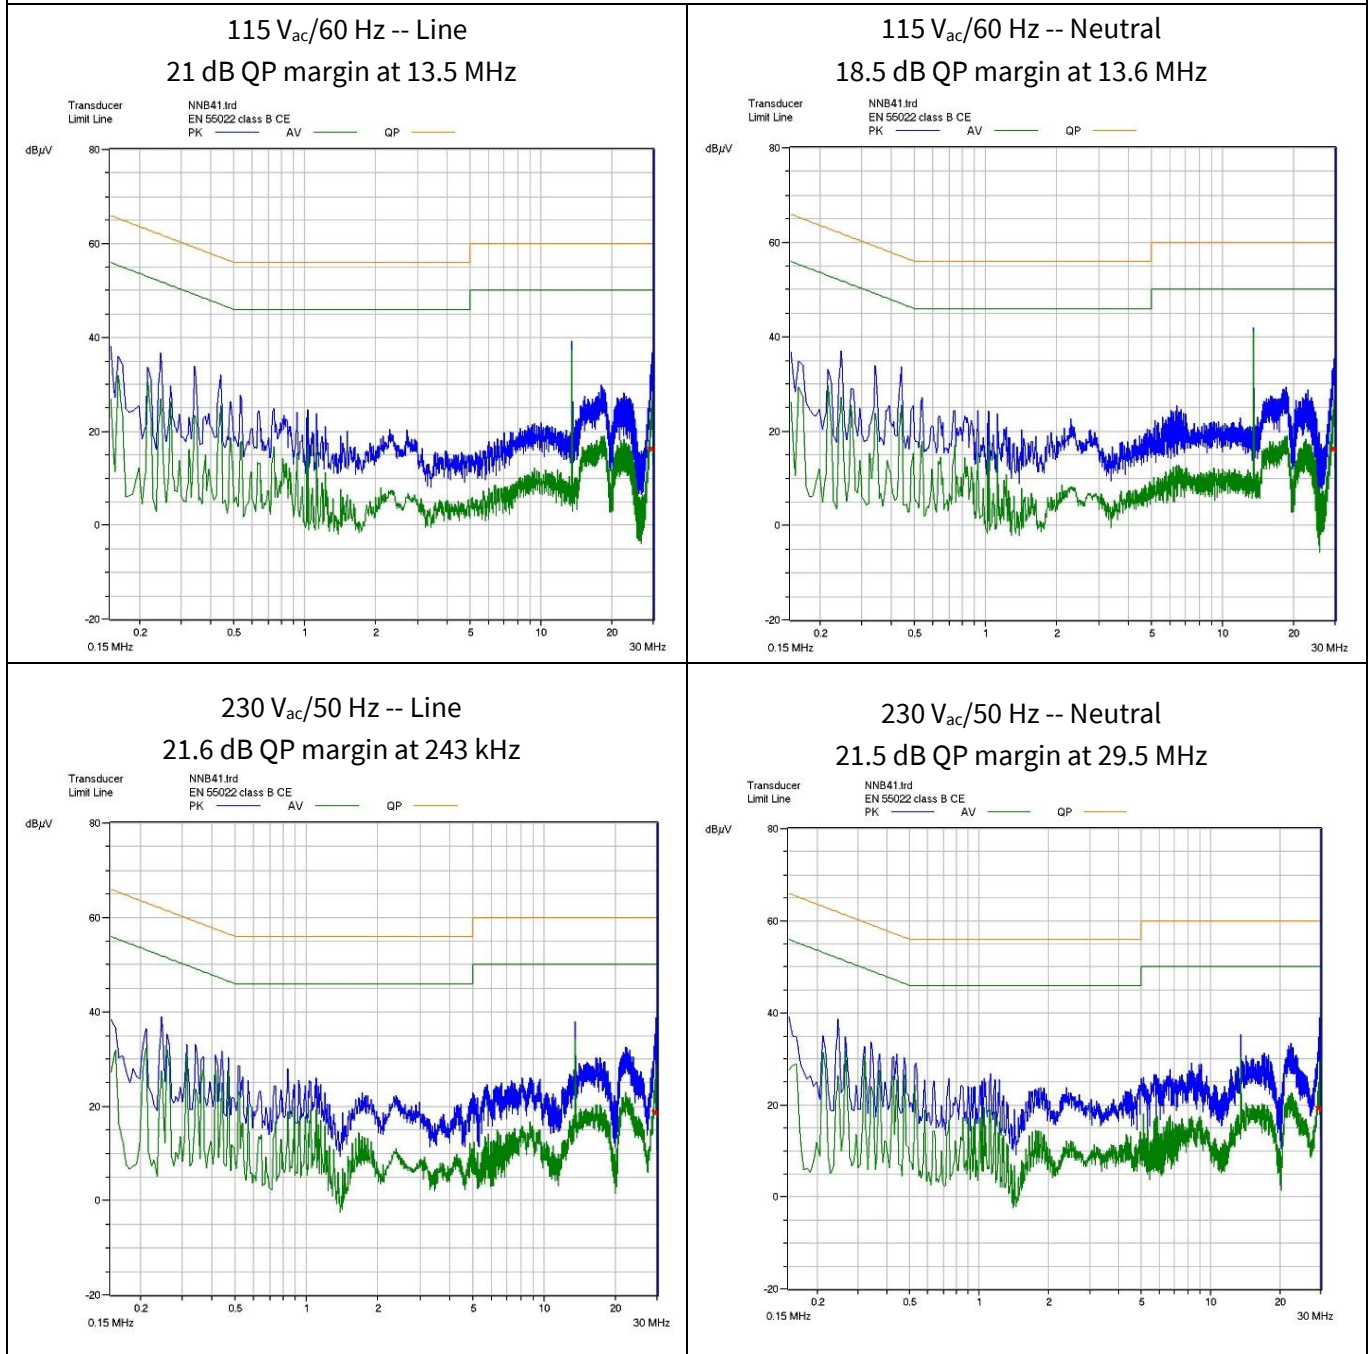 115 Vac/60 Hz -- Line
21 dB QP margin at 13.5 MHz
Transducer NNB41.trd
Limit Line EN 55022 class B CE
PK AV QP
dBµV
80
60
40
20
0
-20
0.2 0.5 1 2 5 10 20
0.15 MHz 30 MHz
115 Vac/60 Hz -- Neutral
18.5 dB QP margin at 13.6 MHz
Transducer NNB41.trd
Limit Line EN 55022 class B CE
PK AV QP
dBµV
80
60
40
20
0
-20
0.2 0.5 1 2 5 10 20
0.15 MHz 30 MHz
230 Vac/50 Hz -- Line
21.6 dB QP margin at 243 kHz
Transducer NNB41.trd
Limit Line EN 55022 class B CE
PK AV QP
dBµV
80
60
40
20
0
-20
0.2 0.5 1 2 5 10 20
0.15 MHz 30 MHz
230 Vac/50 Hz -- Neutral
21.5 dB QP margin at 29.5 MHz
Transducer NNB41.trd
Limit Line EN 55022 class B CE
PK AV QP
dBµV
80
60
40
20
0
-20
0.2 0.5 1 2 5 10 20
0.15 MHz 30 MHz